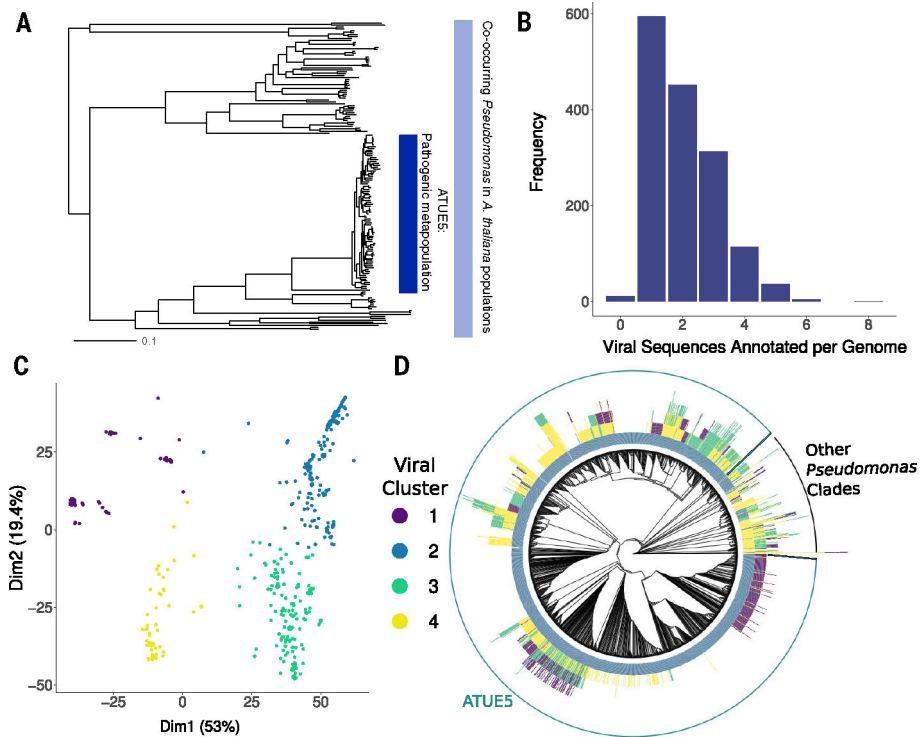 A
Co-occurring Pseudomonas in A. thaliana populations
ATUE5:
Pathogenic metapopulation
0.1
B
Frequency
600
400
200
0
0 2 4 6 8
Viral Sequences Annotated per Genome
C
Dim2 (19.4%)
25
0
−25
−50
−25 0 25 50
Dim1 (53%)
Viral
Cluster
1
2
3
4
D
Other
Pseudomonas
Clades
ATUE5